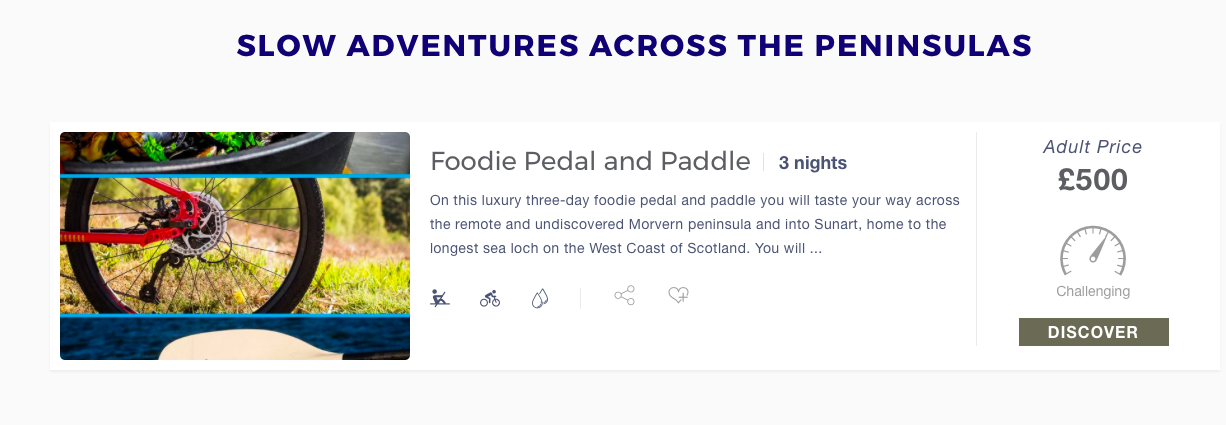 SLOW ADVENTURES ACROSS THE PENINSULAS
Foodie Pedal and Paddle 3 nights
On this luxury three-day foodie pedal and paddle you will taste your way across
the remote and undiscovered Morvern peninsula and into Sunart, home to the
longest sea loch on the West Coast of Scotland. You will ...
Adult Price
£500
Challenging
DISCOVER